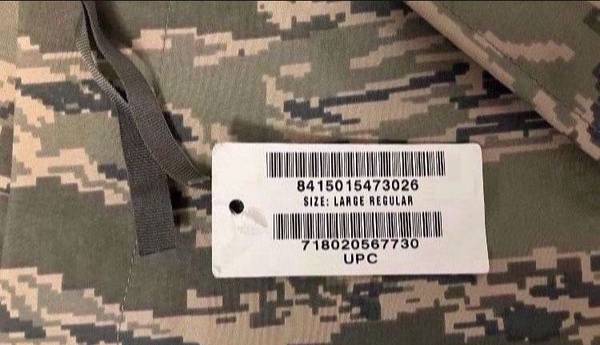 8415015473026
SIZE: LARGE REGULAR
718020567730
UPC